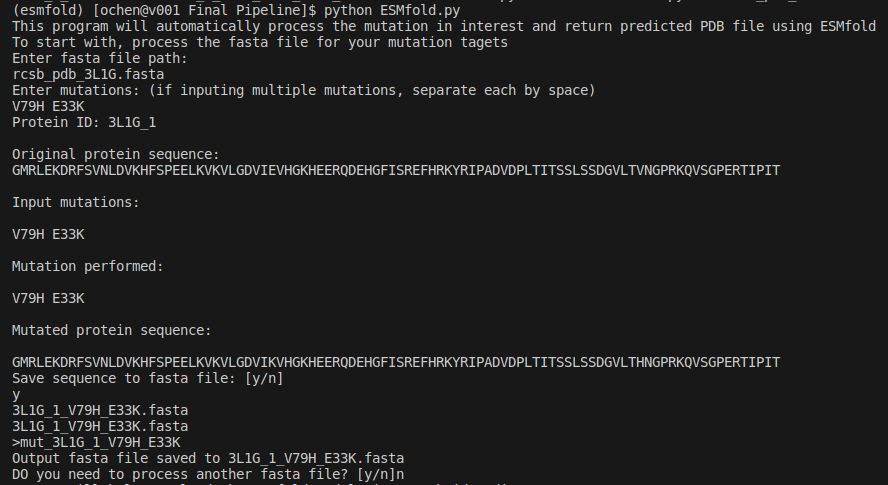 (esmfold) [ochen@v001 Final Pipeline]$ python ESMfold.py
This program will automatically process the mutation in interest and return predicted PDB file using ESMfold
To start with, process the fasta file for your mutation tagets
Enter fasta file path:
rcsb_pdb_3L1G.fasta
Enter mutations: (if inputing multiple mutations, separate each by space)
V79H E33K
Protein ID: 3L1G_1
Original protein sequence:
GMRLEKDRFSVNLDVKHFSPEELKVKVLGDVIEVHGKHEERQDEHGFISREFHRKYRIPADVDPLTITSSLSSDGVLTVNGPRKQVSGPERTIPIT
Input mutations:
V79H E33K
Mutation performed:
V79H E33K
Mutated protein sequence:
GMRLEKDRFSVNLDVKHFSPEELKVKVLGDVIKVHGKHEERQDEHGFISREFHRKYRIPADVDPLTITSSLSSDGVLTHNGPRKQVSGPERTIPIT
Save sequence to fasta file: [y/n]
y
3L1G_1_V79H_E33K.fasta
3L1G_1_V79H_E33K.fasta
>mut_3L1G_1_V79H_E33K
Output fasta file saved to 3L1G_1_V79H_E33K.fasta
DO you need to process another fasta file? [y/n]n